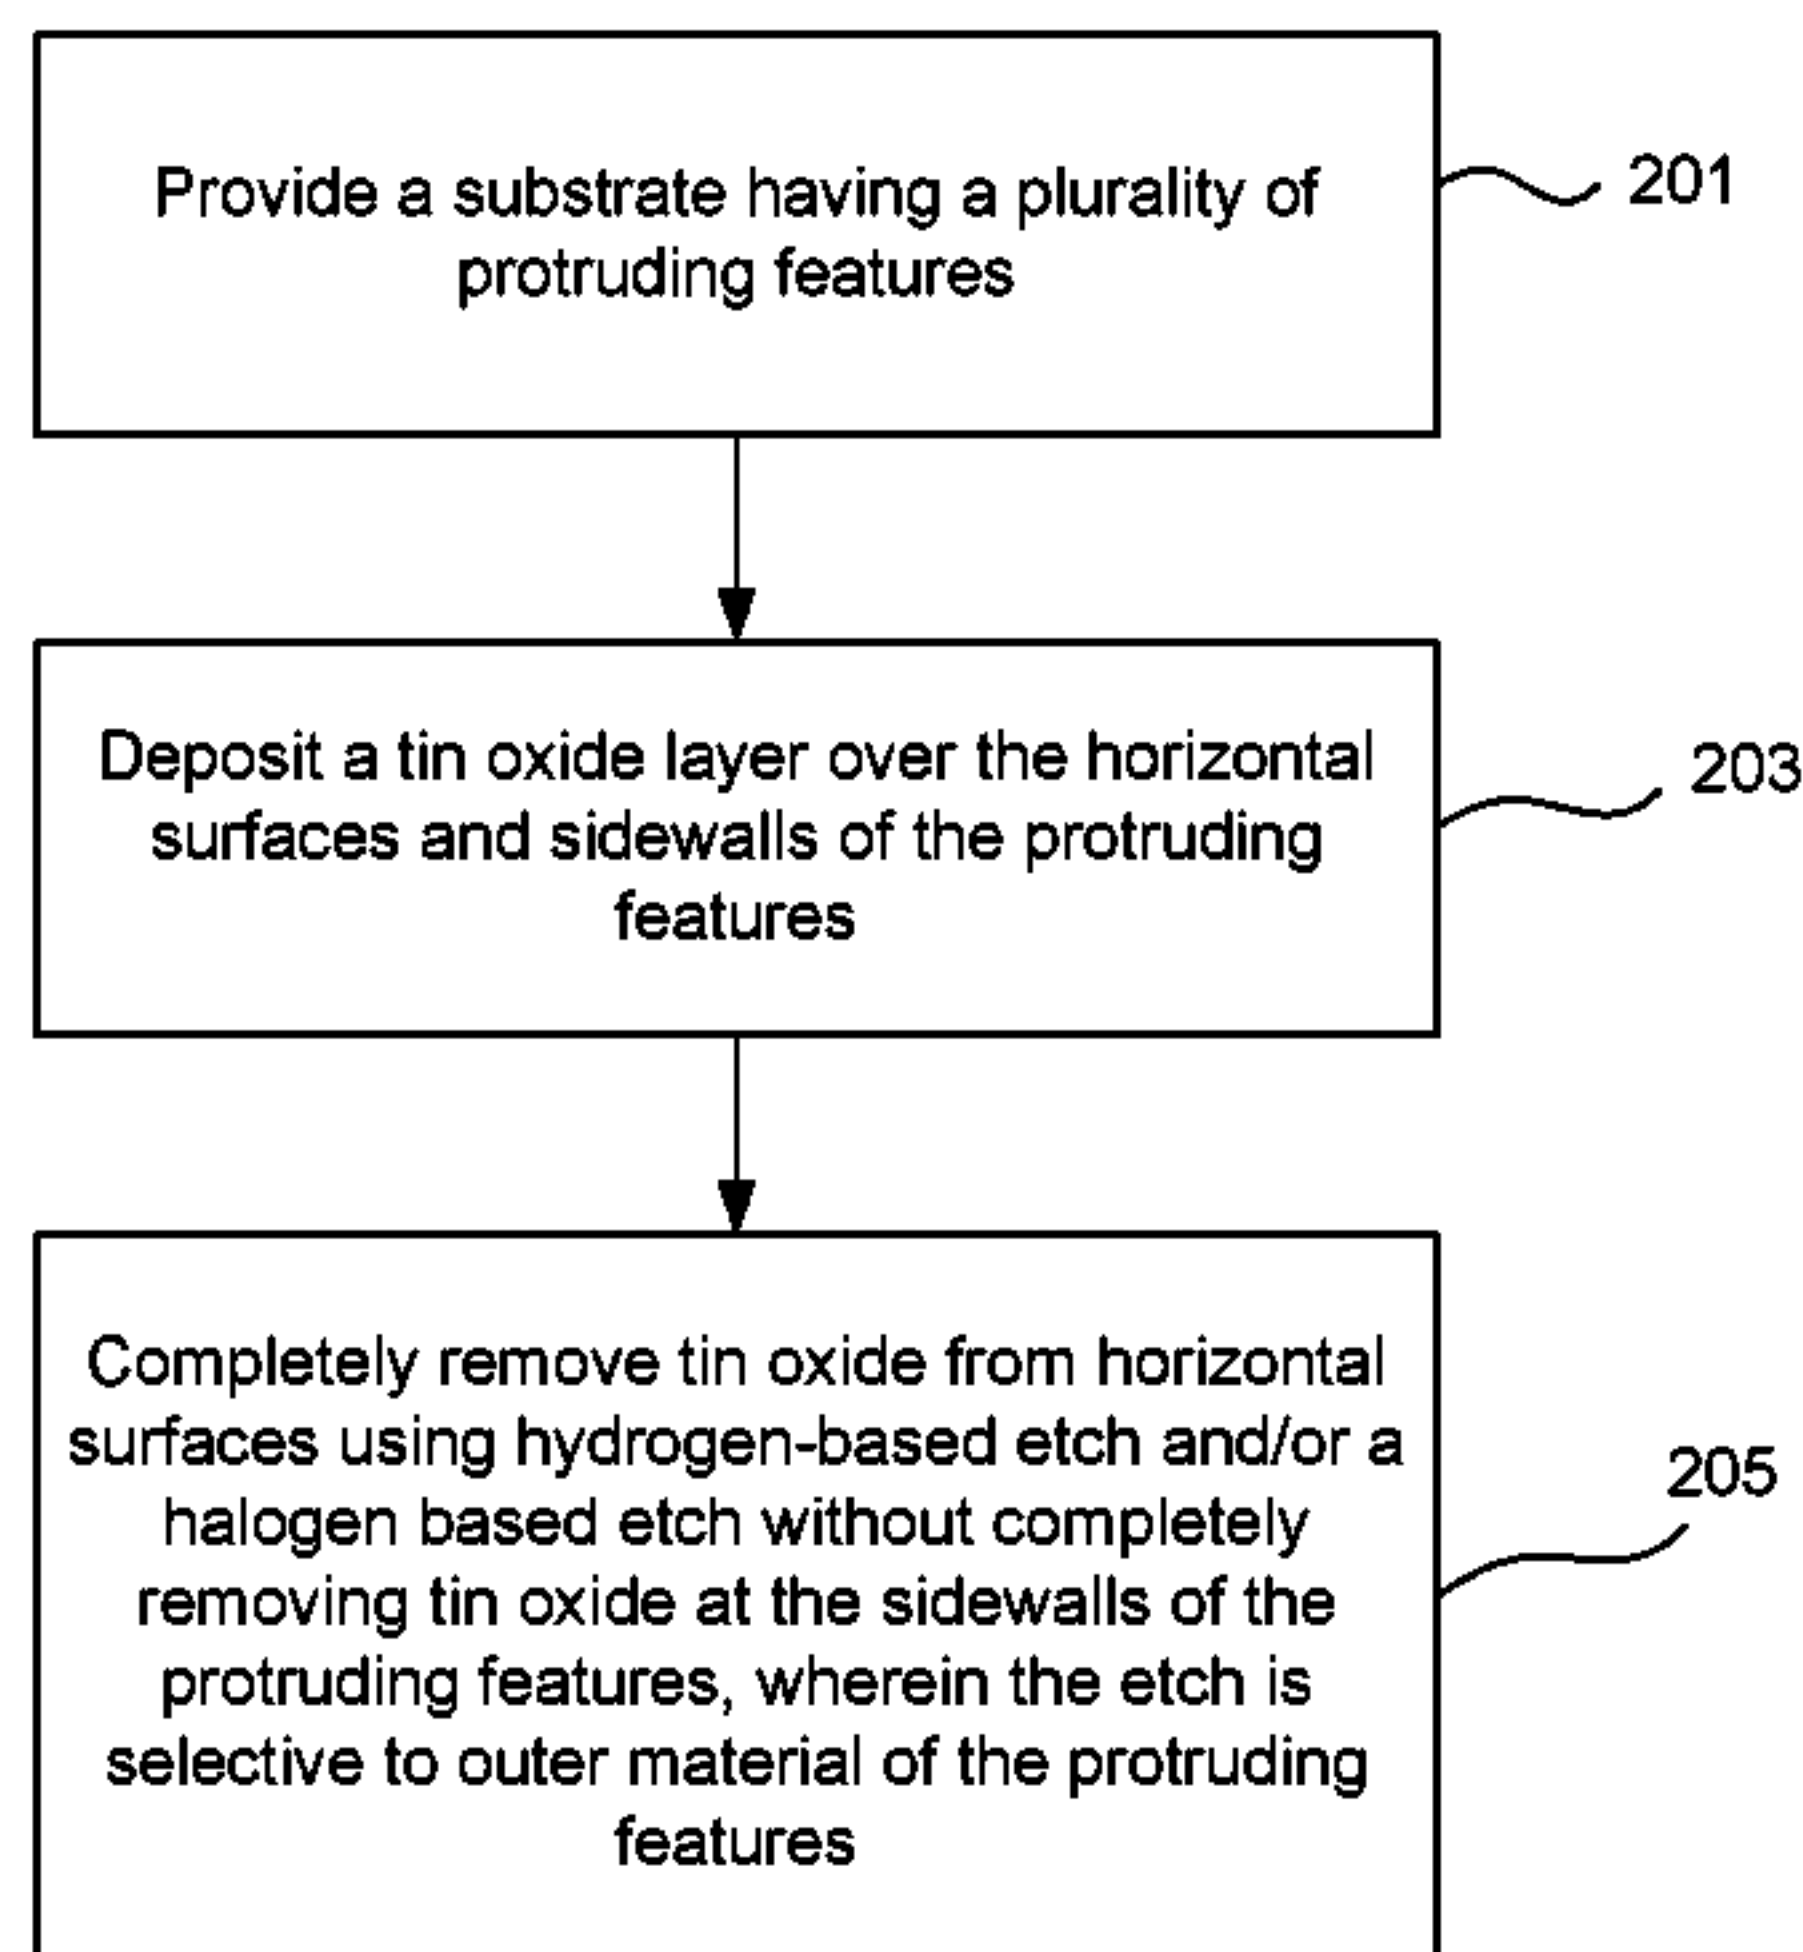 Provide a substrate having a plurality of
protruding features
201
Deposit a tin oxide layer over the horizontal
surfaces and sidewalls of the protruding
features
203
Completely remove tin oxide from horizontal
surfaces using hydrogen-based etch and/or a
halogen based etch without completely
removing tin oxide at the sidewalls of the
protruding features, wherein the etch is
selective to outer material of the protruding
features
205